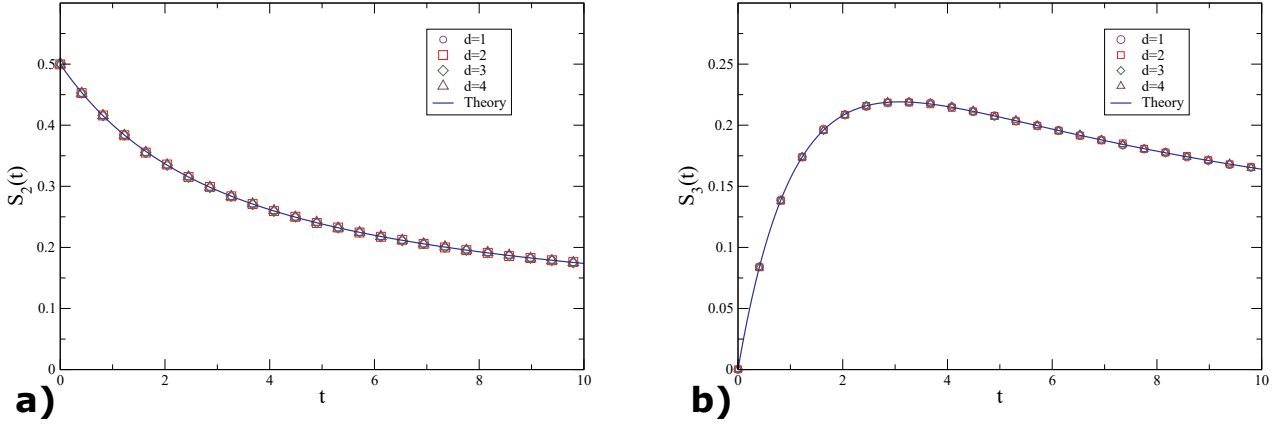 d=1
d=2
d=3
d=4
Theory
S2(t)
0.5
0.4
0.3
0.2
0.1
0
0 2 4 6 8 10
t
a)
d=1
d=2
d=3
d=4
Theory
S3(t)
0.25
0.2
0.15
0.1
0.05
0
0 2 4 6 8 10
t
b)